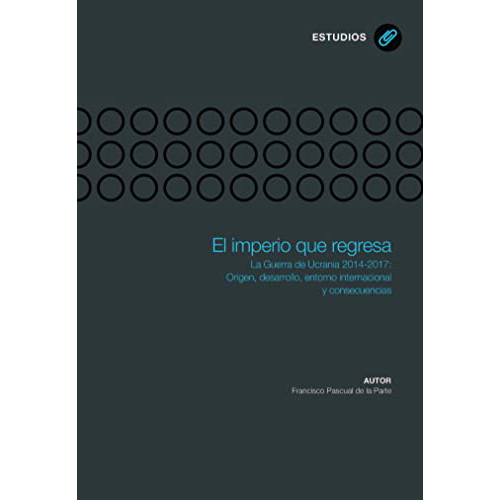 ESTUDIOS
El imperio que regresa
La Guerra de Ucrania 2014-2017:
Origen, desarrollo, entorno internacional
y consecuencias
AUTOR
Francisco Pascual de la Parte